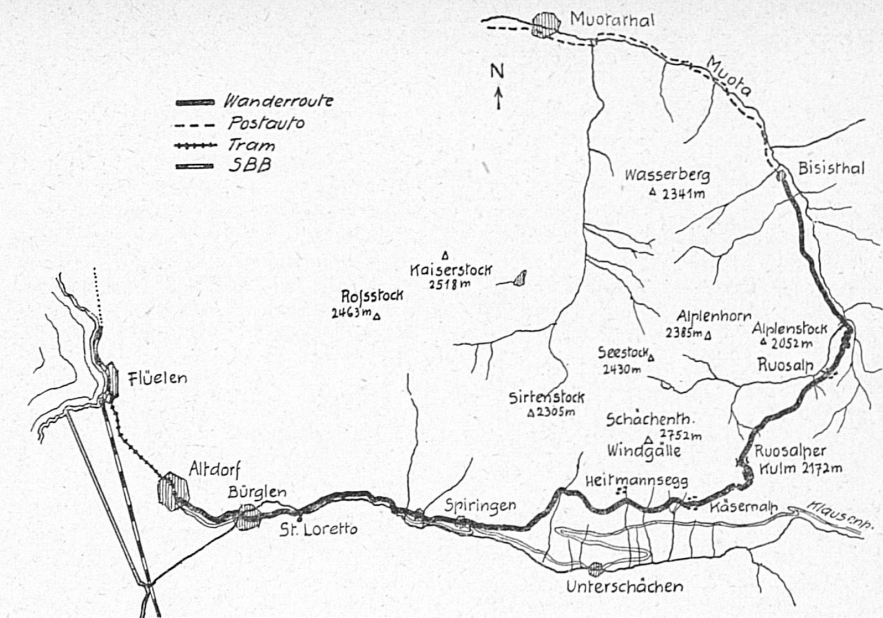 Muotathal
N
Muota
Wanderroute
Postauto
Tram
SBB
Bisisthal
Wasserberg
2341m
Kaiserstock
2518m
Roſsstock
2463m
Alplenhorn
2385m
Alplenstock
2052m
Seestock
2430m
Ruosalp
Flüelen
Sirtenstock
2305m
Schächenth.
2752m
Windgälle
Ruosalper
Kulm 2172m
Altdorf
Bürglen
Heitmannsegg
Spiringen
Käsernalp
Klausenp.
St. Loretto
Unterschächen